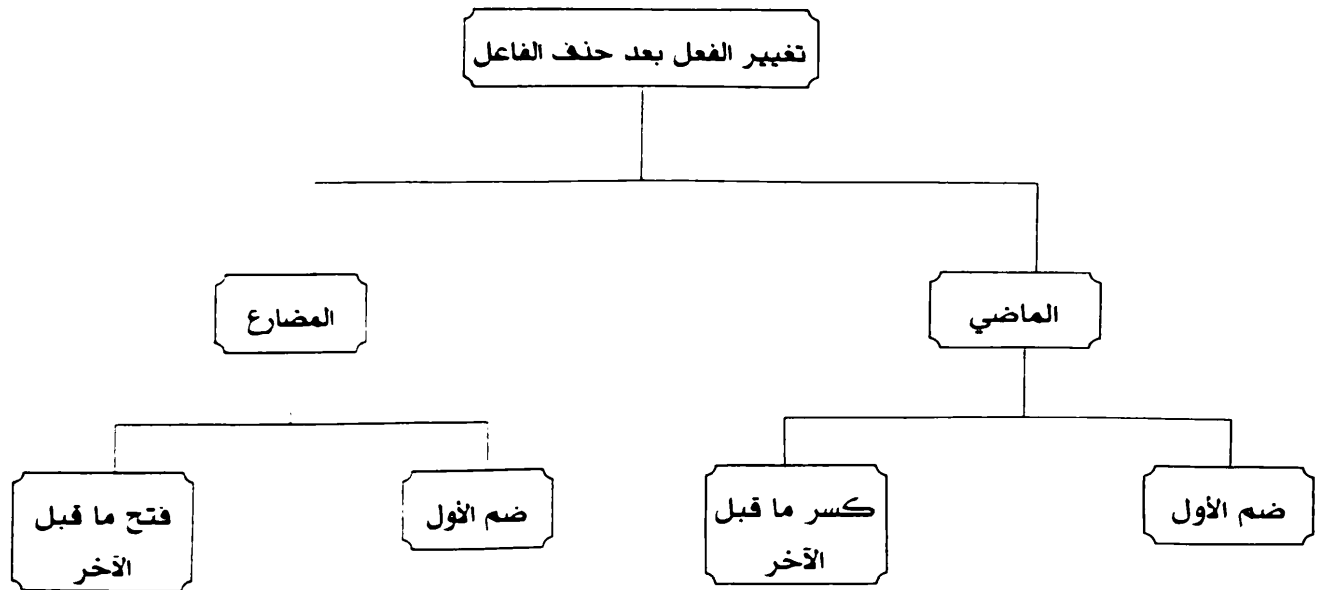 تغيير الفعل بعد حذف الفاعل
الماضي
المضارع
ضم الأول
كسر ما قبل
الآخر
ضم الأول
فتح ما قبل
الآخر